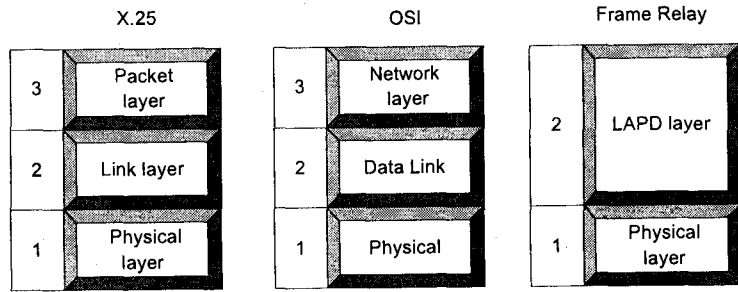 X.25
3
Packet
layer
2
Link layer
1
Physical
layer
OSI
3
Network
layer
2
Data Link
1
Physical
Frame Relay
2
LAPD layer
1
Physical
layer